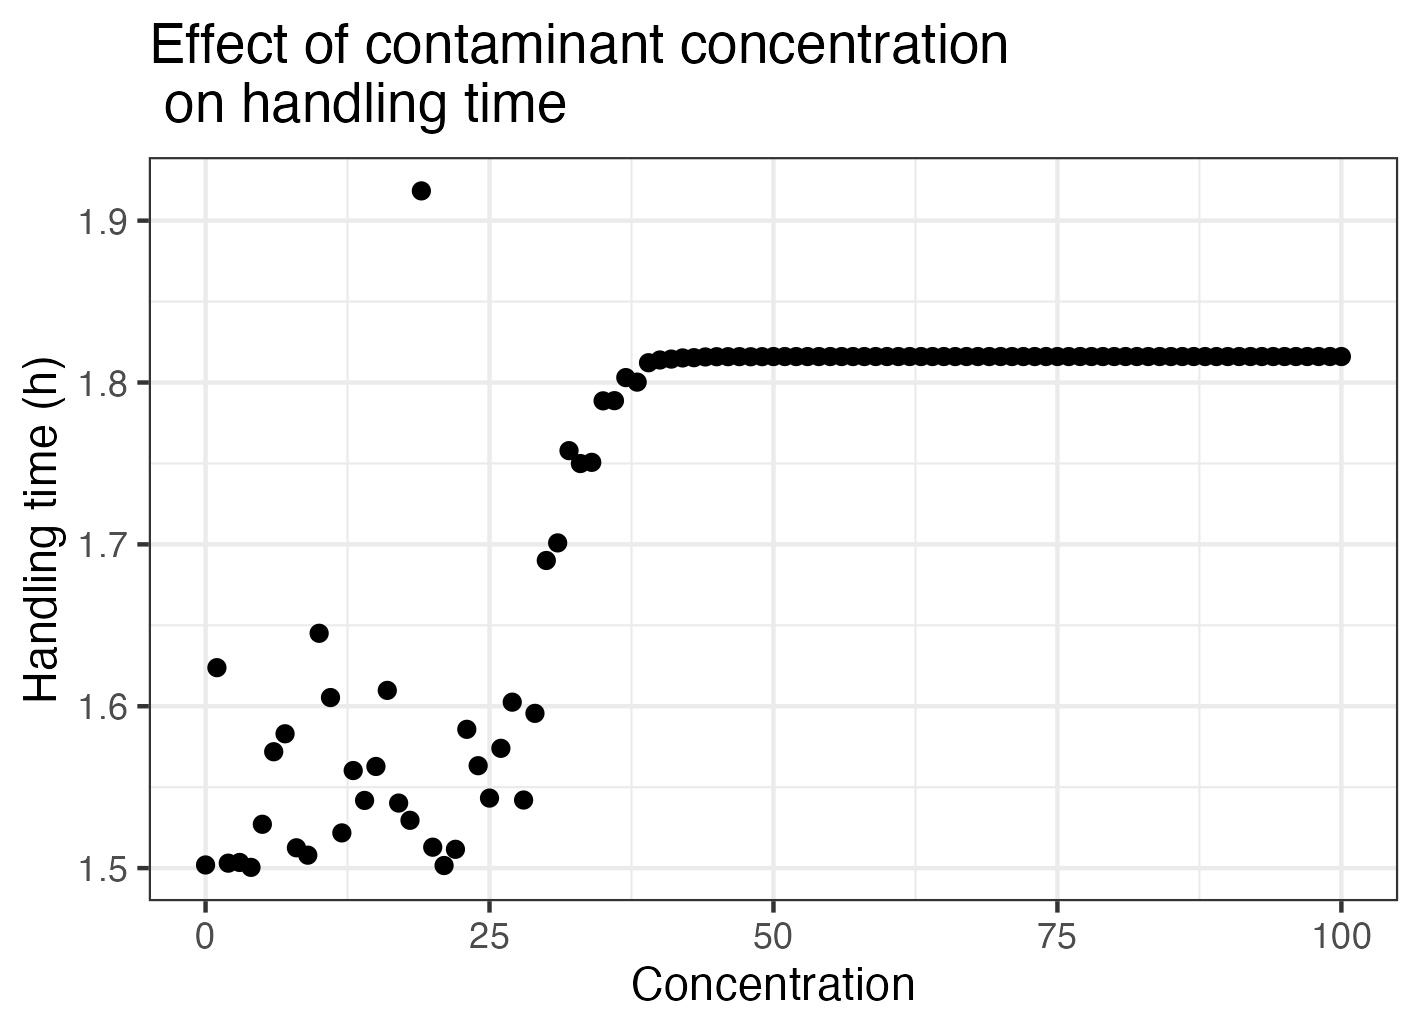 Effect of contaminant concentration
on handling time
1.9
1.8
1.7
1.6
1.5
Handling time (h)
0 25 50 75 100
Concentration